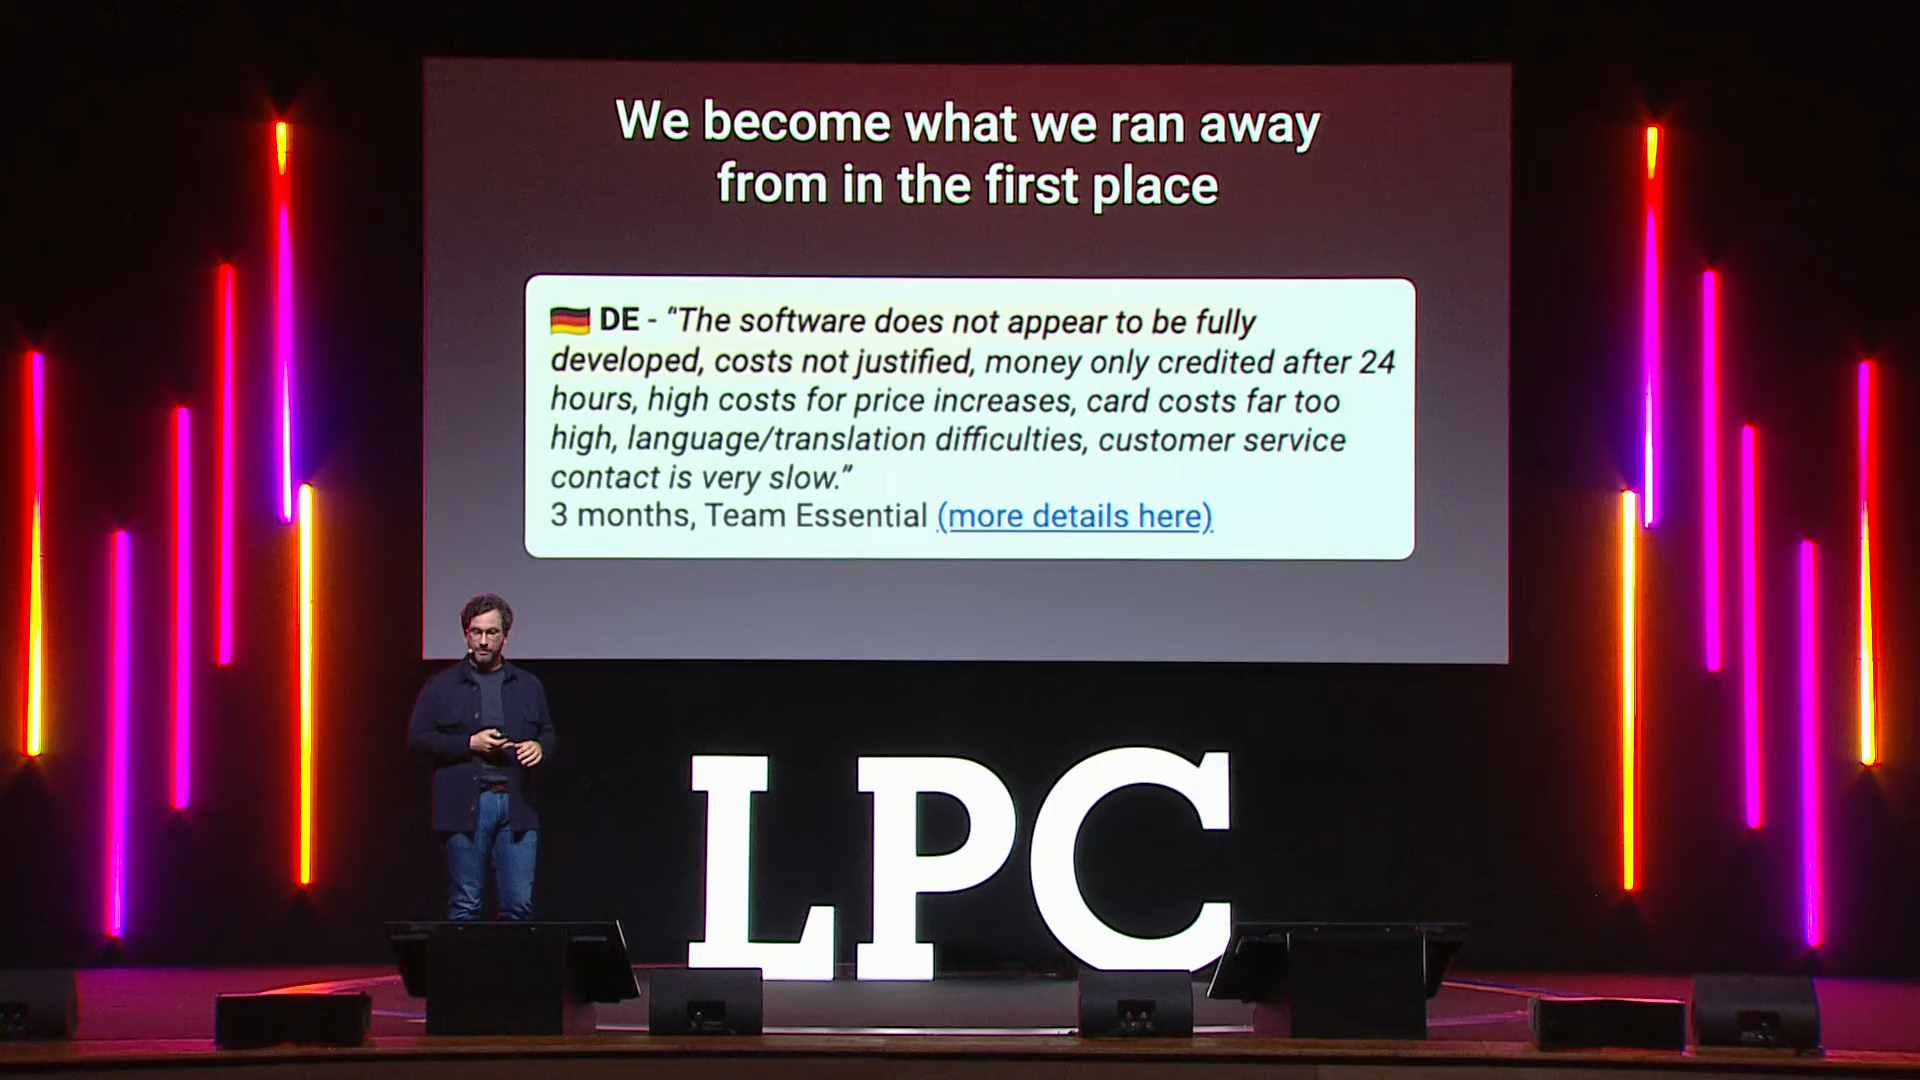 We become what we ran away
from in the first place
DE - “The software does not appear to be fully
developed, costs not justified, money only credited after 24
hours, high costs for price increases, card costs far too
high, language/translation difficulties, customer service
contact is very slow.”
3 months, Team Essential (more details here)
LPC